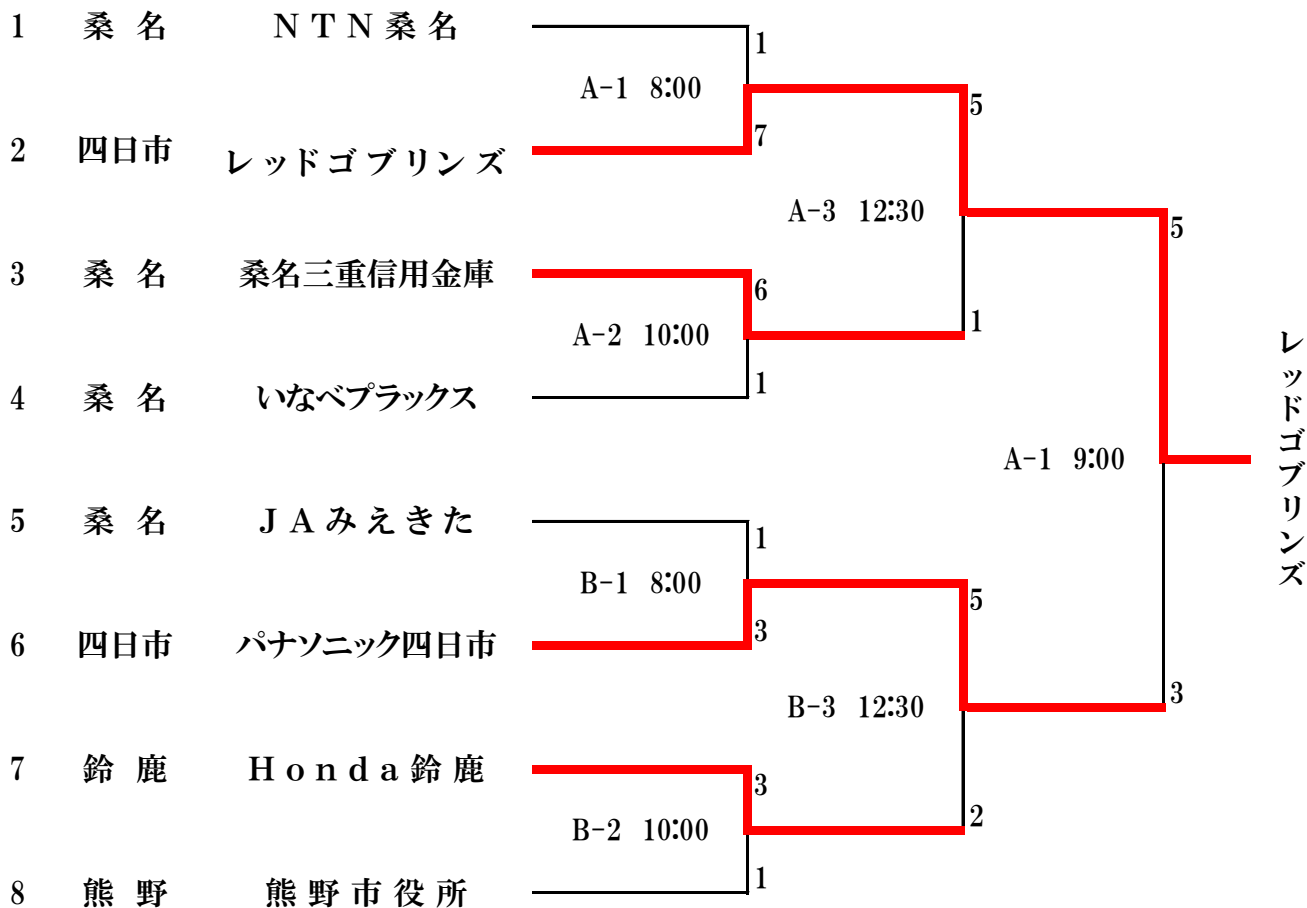 1 桑名 ＮＴＮ桑名
1
A-1 8:00
5
7
2 四日市 レッドゴブリンズ
A-3 12:30
5
3 桑名 桑名三重信用金庫
6
A-2 10:00
1
1
4 桑名 いなべプラックス
A-1 9:00
レッドゴブリンズ
5 桑名 ＪＡみえきた
1
B-1 8:00
5
3
6 四日市 パナソニック四日市
B-3 12:30
3
7 鈴鹿 Ｈｏｎｄａ鈴鹿
3
B-2 10:00
2
1
8 熊野 熊野市役所